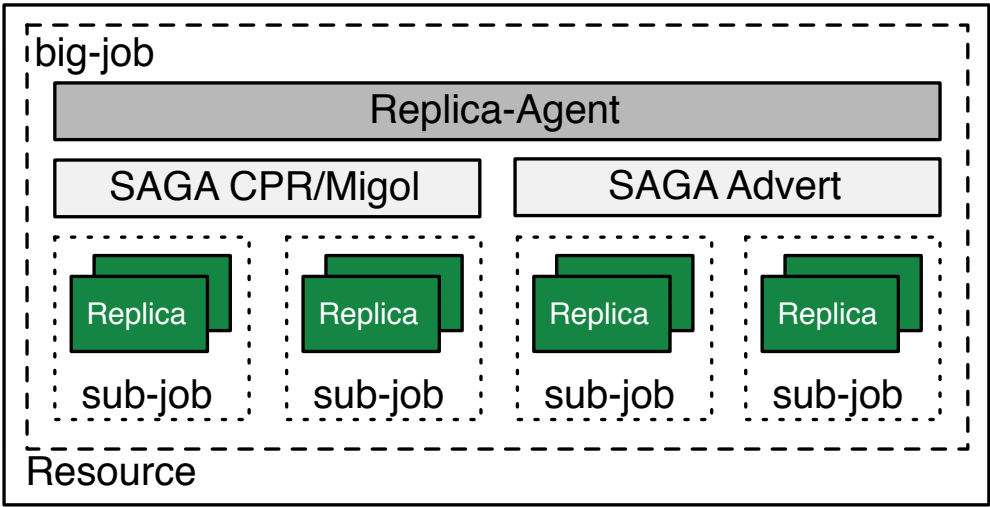 big-job
Replica-Agent
SAGA CPR/Migol
SAGA Advert
Replica
Replica
Replica
Replica
sub-job
sub-job
sub-job
sub-job
Resource